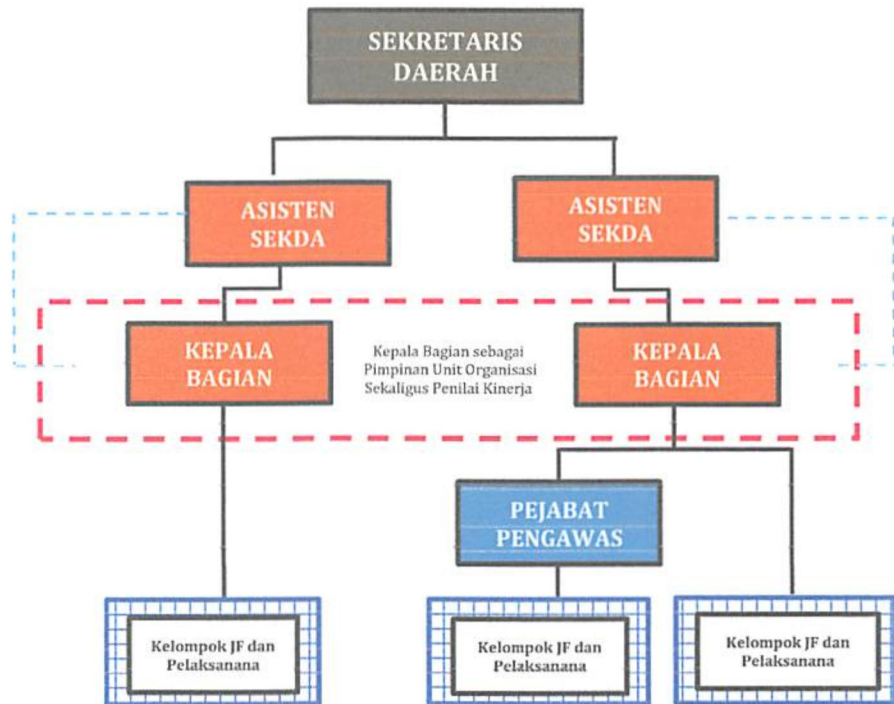 SEKRETARIS
DAERAH
ASISTEN
SEKDA
ASISTEN
SEKDA
KEPALA
BAGIAN
Kepala Bagian sebagai
Pimpinan Unit Organisasi
Sekaligus Penilai Kinerja
KEPALA
BAGIAN
PEJABAT
PENGAWAS
Kelompok JF dan
Pelaksanana
Kelompok JF dan
Pelaksanana
Kelompok JF dan
Pelaksanana